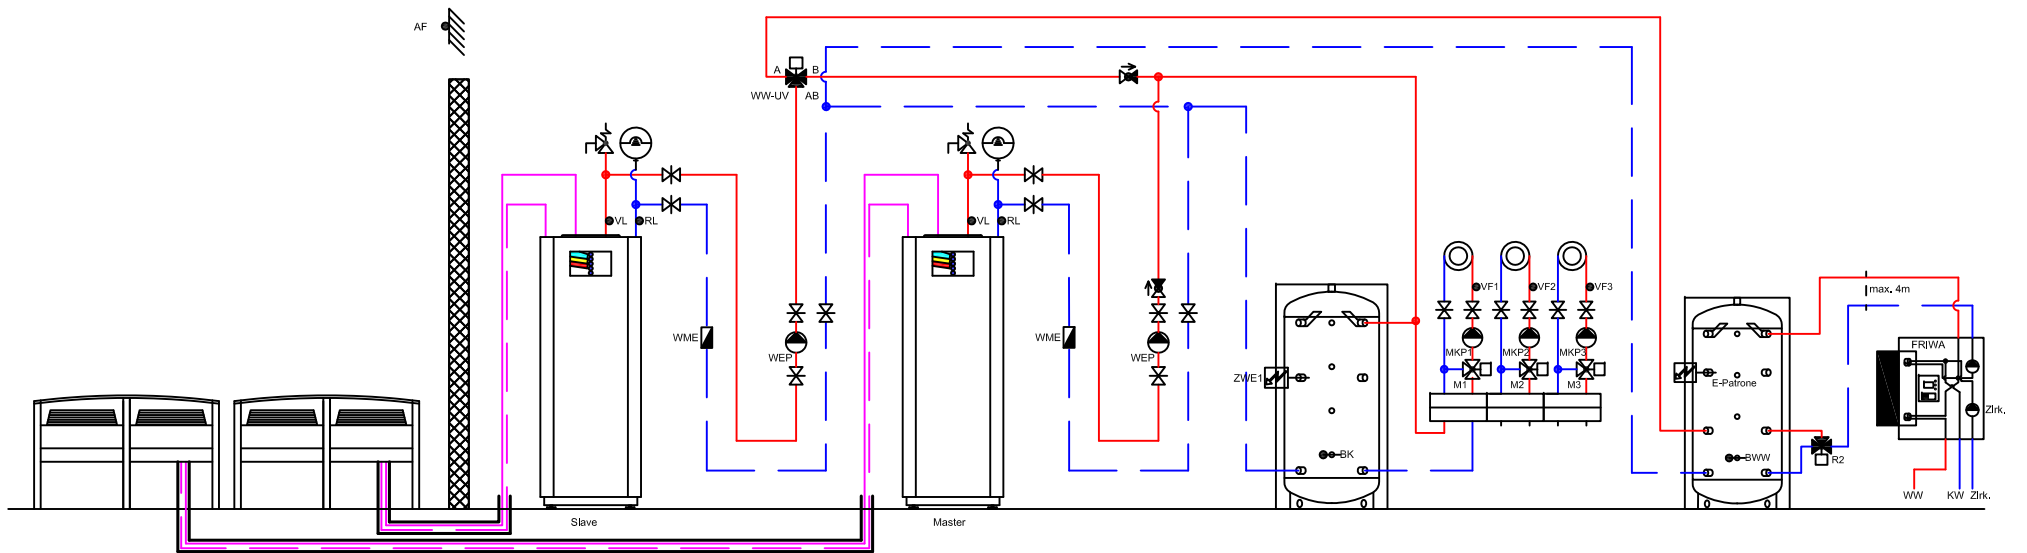 AF
A
B
WW-UV
AB
VL
RL
VL
RL
WME
WEP
WME
WEP
ZWE1
BK
VF1
VF2
VF3
MKP1
MKP2
MKP3
M1
M2
M3
max. 4m
FRIWA
E-Patrone
Zirk.
BWW
R2
WW
KW
Zirk.
Slave
Master